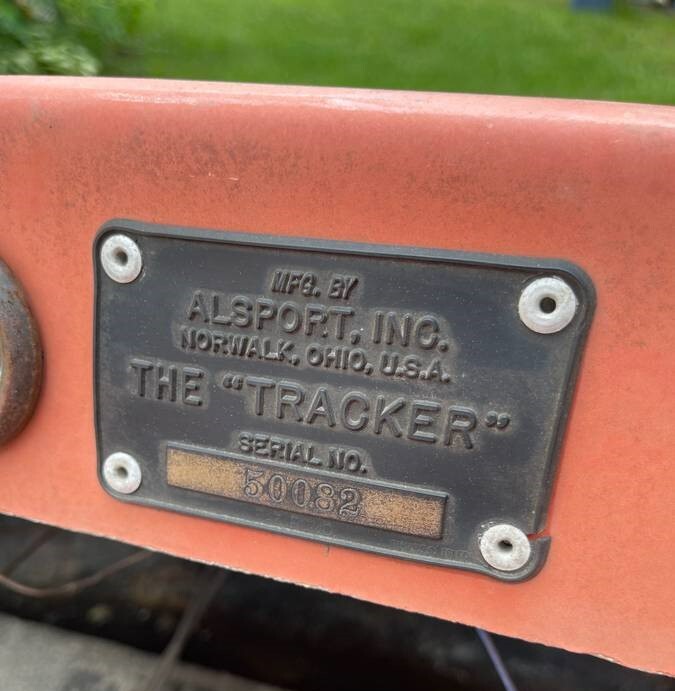 MFG. BY
ALSPORT, INC.
NORWALK, OHIO, U.S.A.
THE "TRACKER"
SERIAL NO.
50082